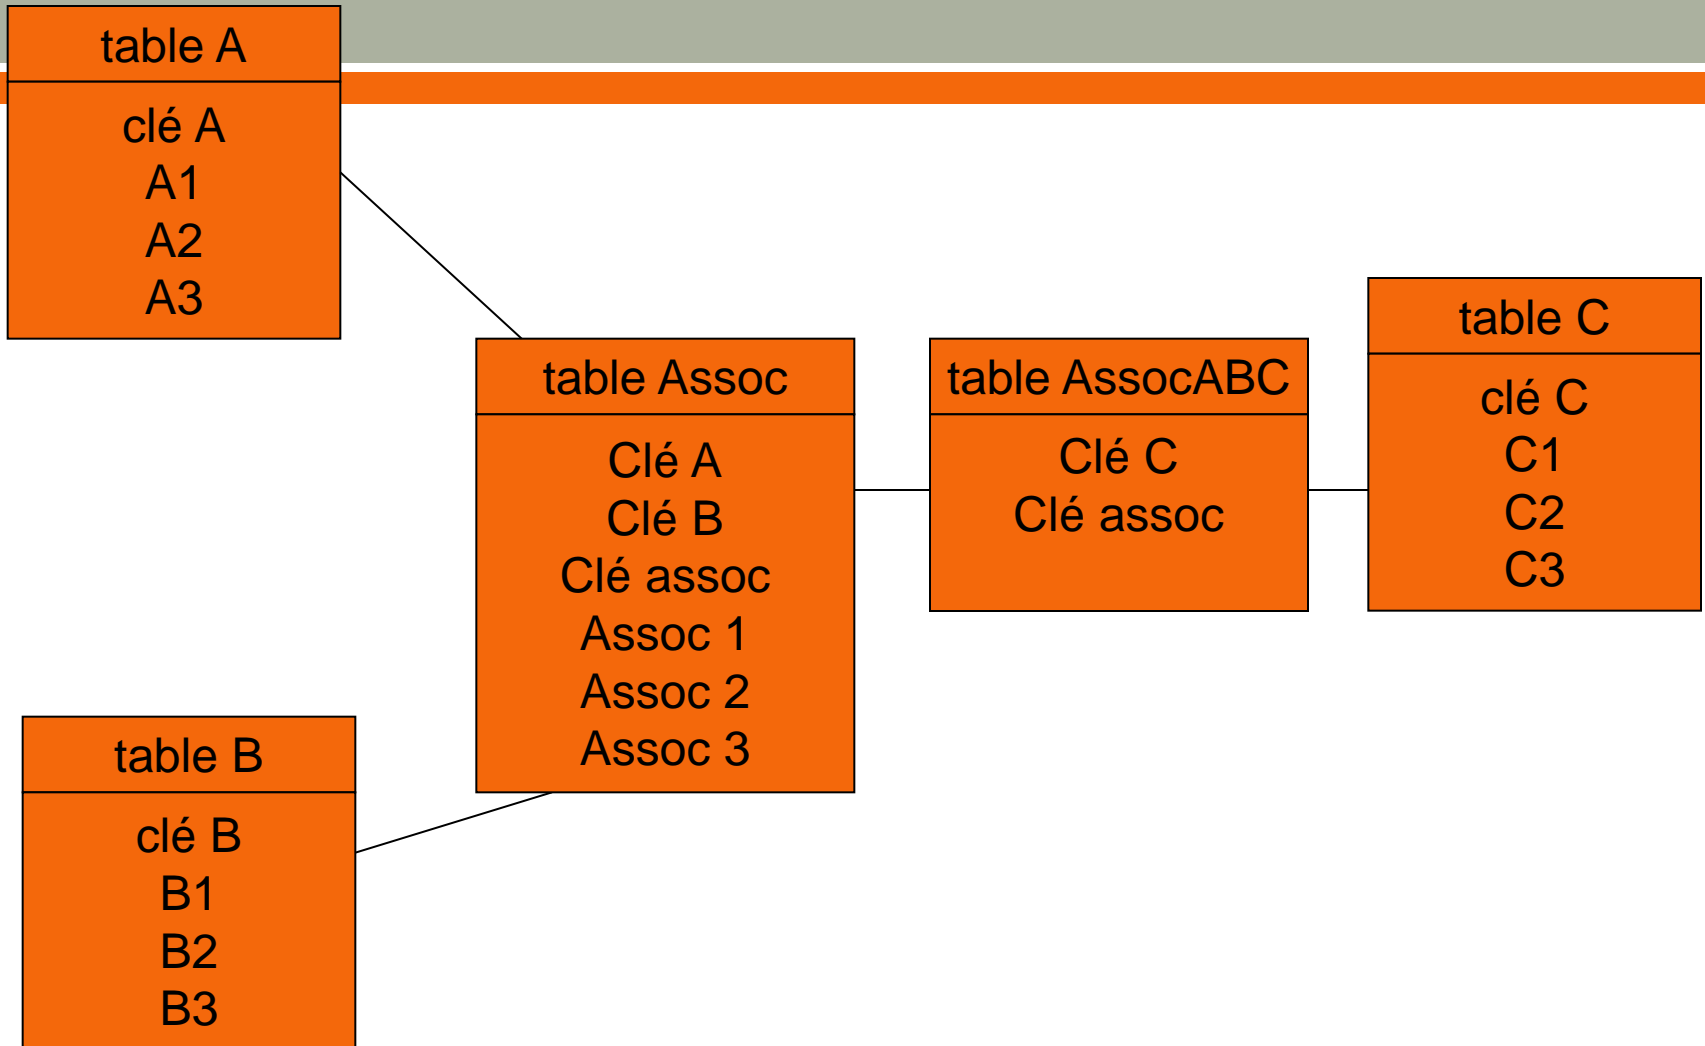 table A
clé A
A1
A2
A3
table Assoc
Clé A
Clé B
Clé assoc
Assoc 1
Assoc 2
Assoc 3
table AssocABC
Clé C
Clé assoc
table C
clé C
C1
C2
C3
table B
clé B
B1
B2
B3